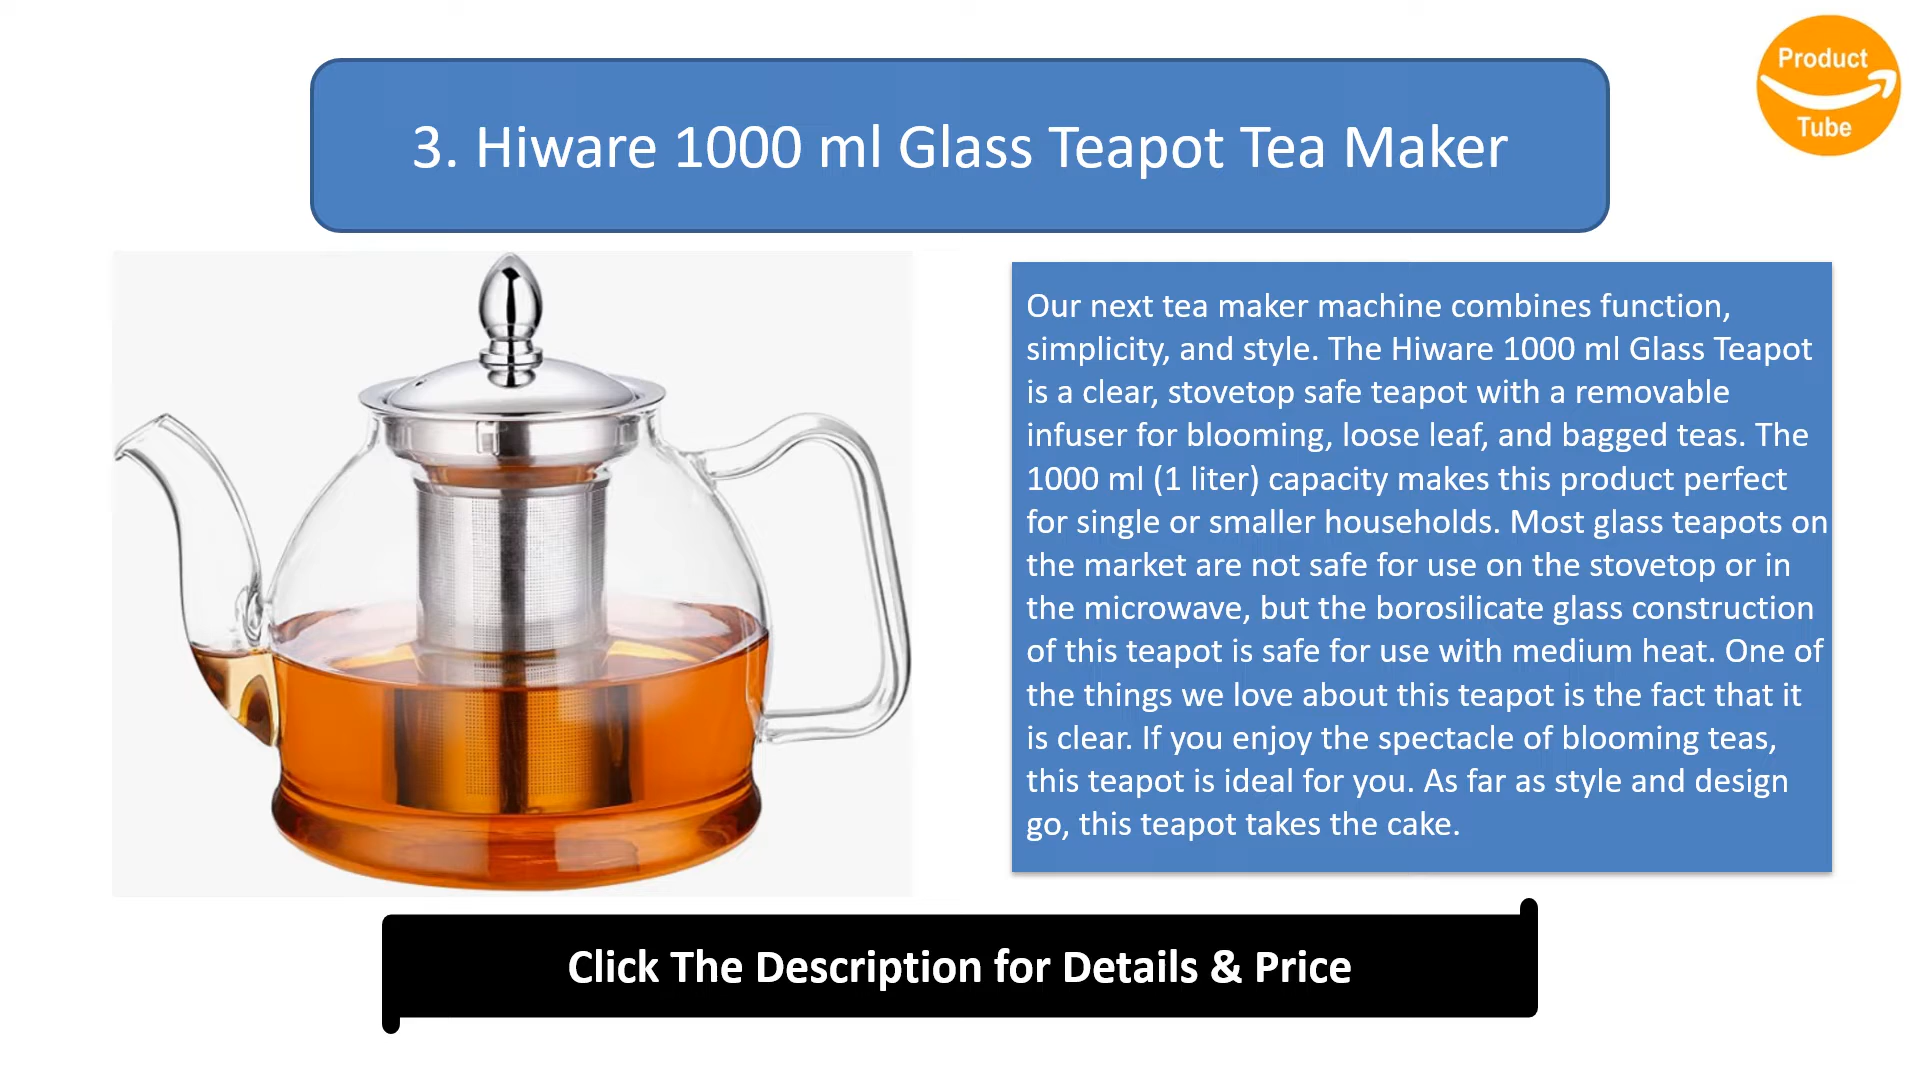 Product
Tube
3. Hiware 1000 ml Glass Teapot Tea Maker
Our next tea maker machine combines function,
simplicity, and style. The Hiware 1000 ml Glass Teapot
is a clear, stovetop safe teapot with a removable
infuser for blooming, loose leaf, and bagged teas. The
1000 ml (1 liter) capacity makes this product perfect
for single or smaller households. Most glass teapots on
the market are not safe for use on the stovetop or in
the microwave, but the borosilicate glass construction
of this teapot is safe for use with medium heat. One of
the things we love about this teapot is the fact that it
is clear. If you enjoy the spectacle of blooming teas,
this teapot is ideal for you. As far as style and design
go, this teapot takes the cake.
Click The Description for Details & Price